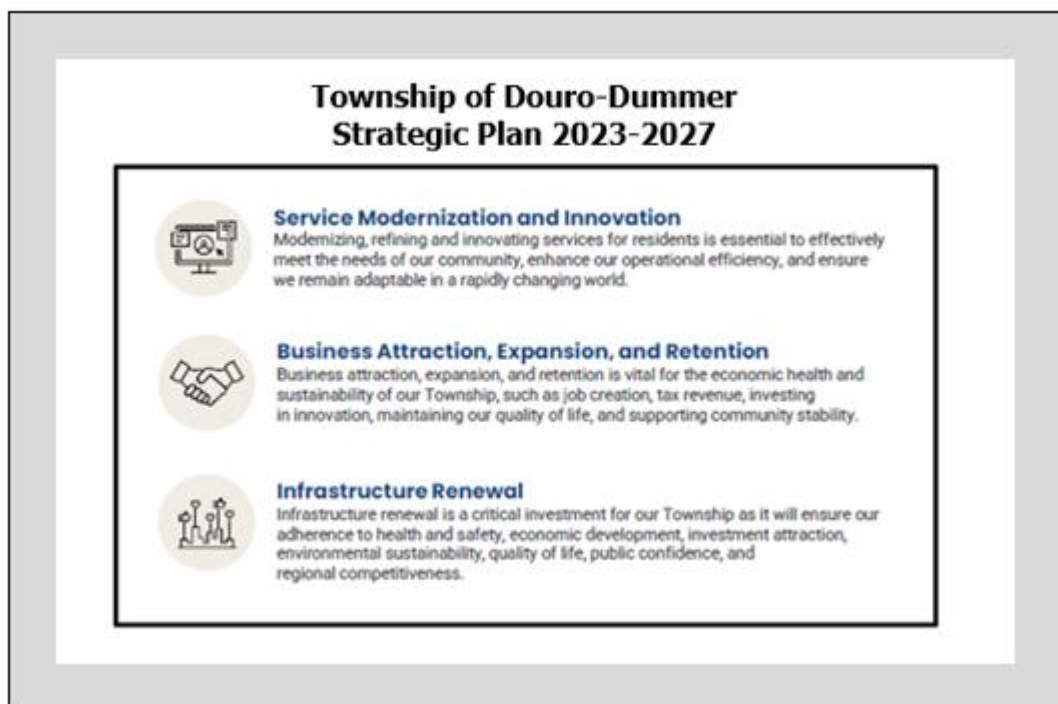 Township of Douro-Dummer
Strategic Plan 2023-2027
Service Modernization and Innovation
Modernizing, refining and innovating services for residents is essential to effectively
meet the needs of our community, enhance our operational efficiency, and ensure
we remain adaptable in a rapidly changing world.
Business Attraction, Expansion, and Retention
Business attraction, expansion, and retention is vital for the economic health and
sustainability of our Township, such as job creation, tax revenue, investing
in innovation, maintaining our quality of life, and supporting community stability.
Infrastructure Renewal
Infrastructure renewal is a critical investment for our Township as it will ensure our
adherence to health and safety, economic development, investment attraction,
environmental sustainability, quality of life, public confidence, and
regional competitiveness.